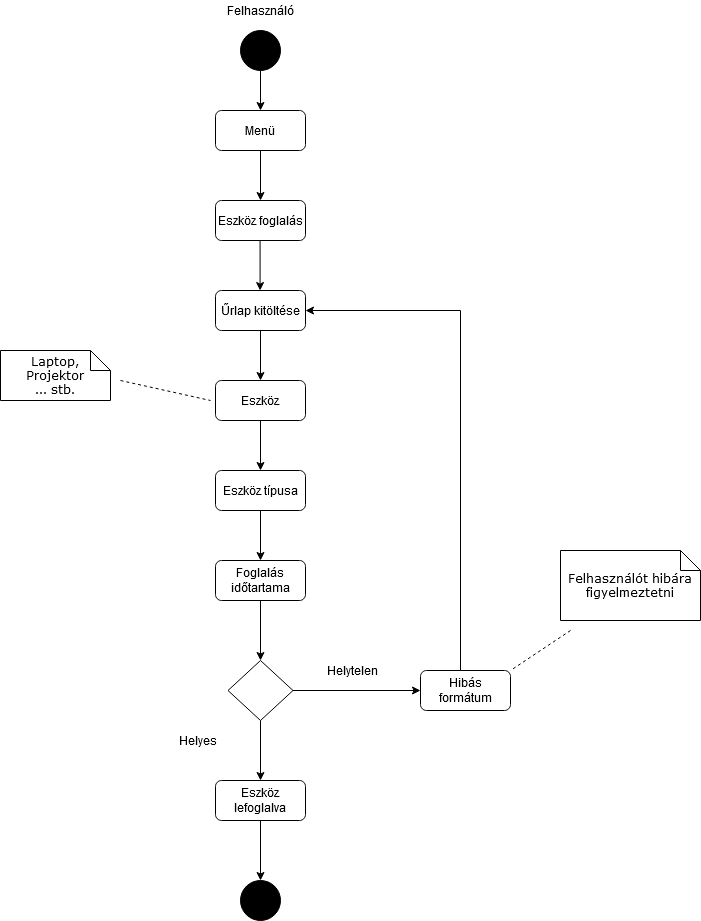 Felhasználó
Menü
Eszköz foglalás
Űrlap kitöltése
Laptop,
Projektor
... stb.
Eszköz
Eszköz típusa
Foglalás
időtartama
Felhasználót hibára
figyelmeztetni
Helytelen
Hibás
formátum
Helyes
Eszköz
lefoglalva